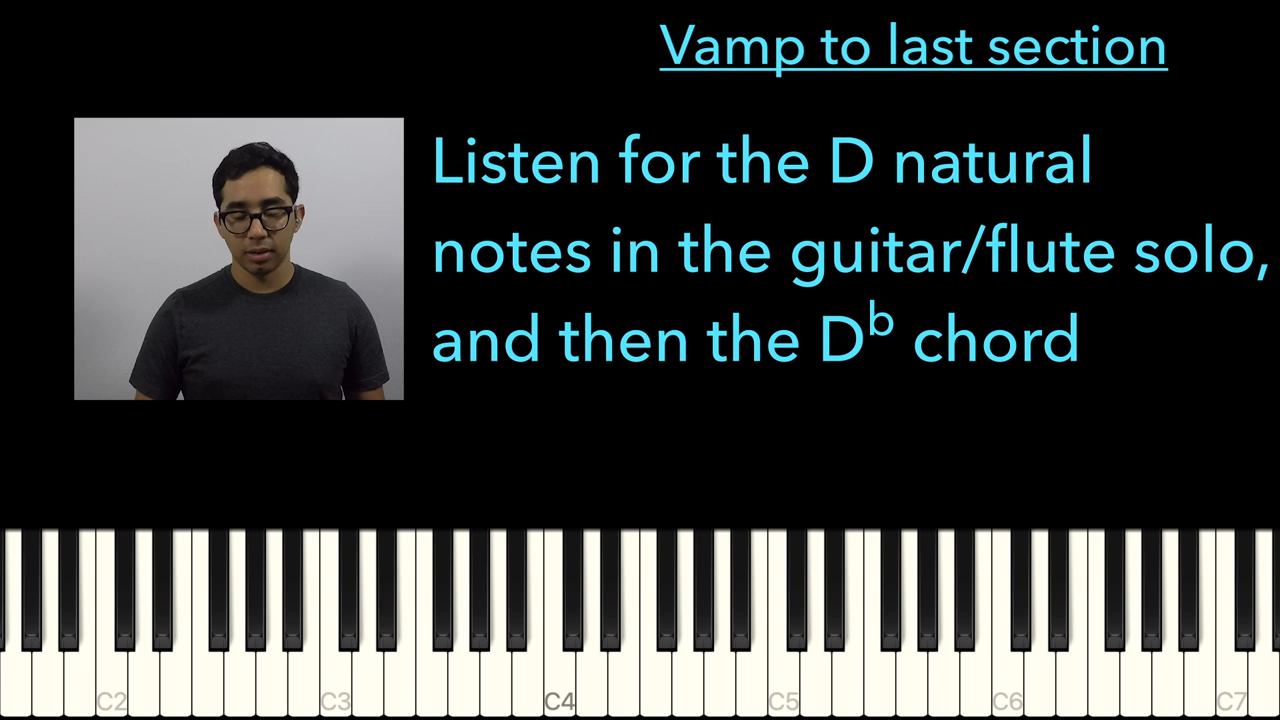 Vamp to last section
Listen for the D natural
notes in the guitar/flute solo,
and then the Dᵇ chord
C2 C3 C4 C5 C6 C7